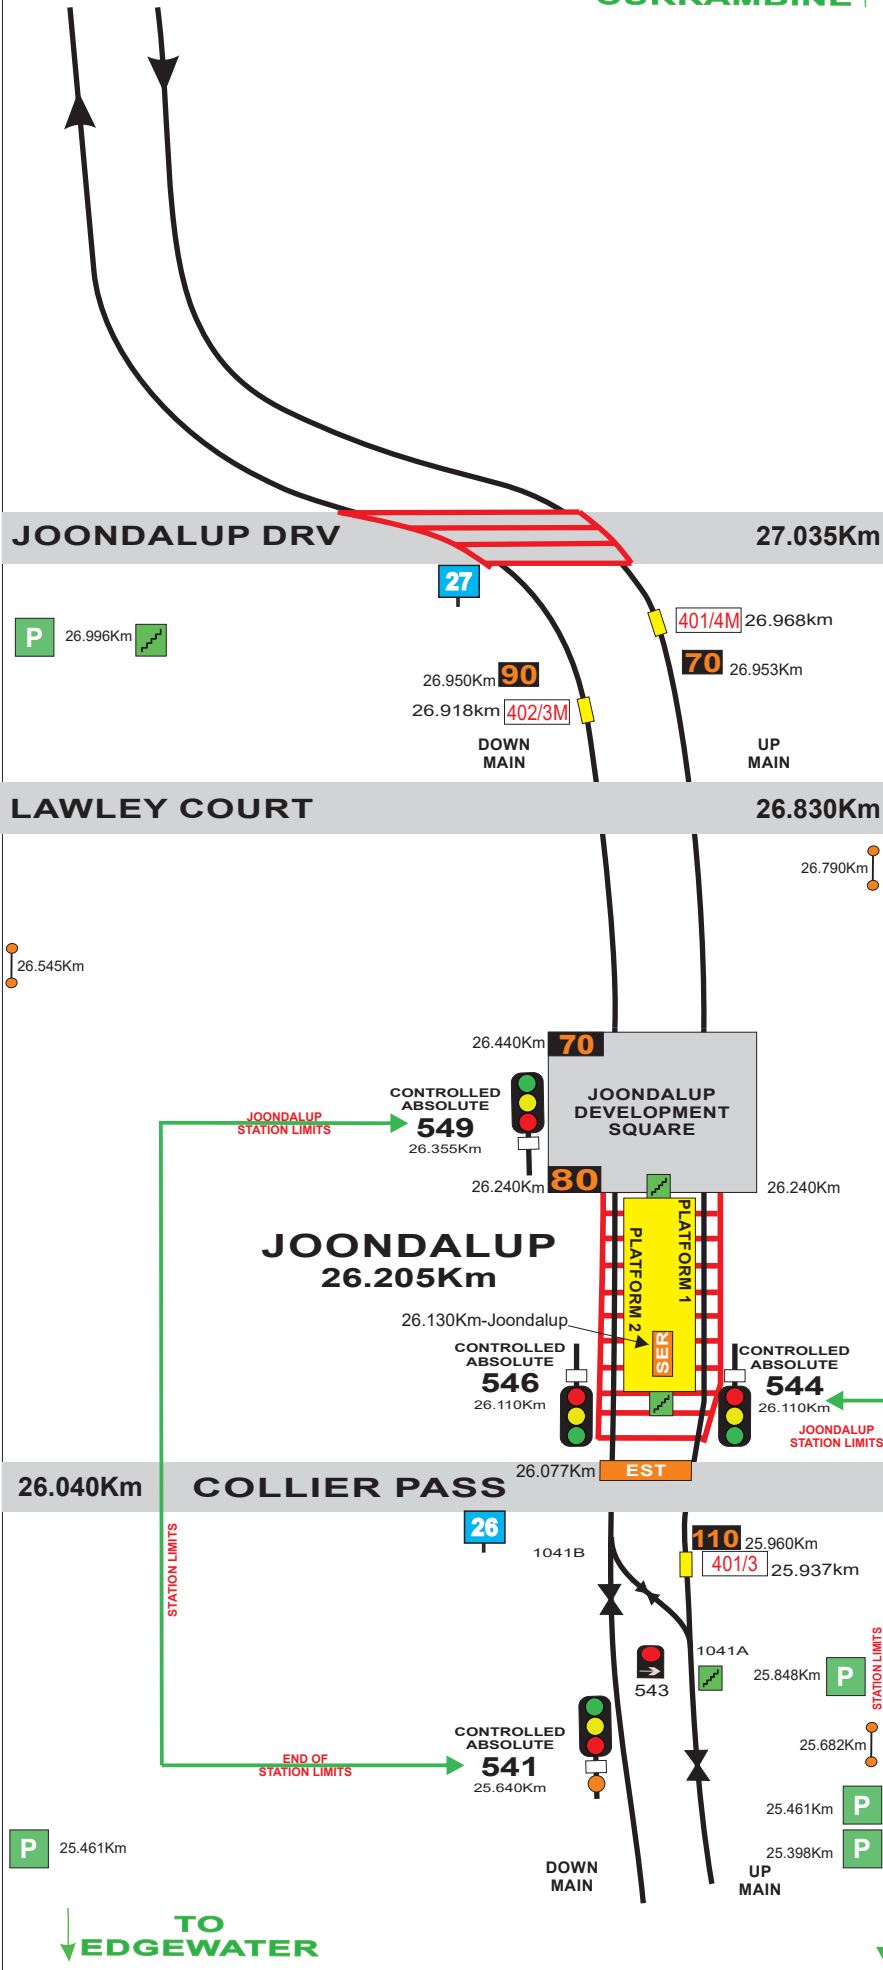 JOONDALUP DRV
27.035Km
27
P
26.996Km
401/4M
26.968km
70
26.953Km
26.950Km
90
26.918km
402/3M
DOWN
MAIN
UP
MAIN
LAWLEY COURT
26.830Km
26.790Km
26.545Km
26.440Km
70
JOONDALUP
DEVELOPMENT
SQUARE
CONTROLLED
ABSOLUTE
549
26.355Km
JOONDALUP
STATION LIMITS
26.240Km
80
26.240Km
PLATFORM 1
PLATFORM 2
JOONDALUP
26.205Km
26.130Km-Joondalup
SER
CONTROLLED
ABSOLUTE
546
26.110Km
CONTROLLED
ABSOLUTE
544
26.110Km
JOONDALUP
STATION LIMITS
26.040Km
COLLIER PASS
26.077Km
EST
26
1041B
110
25.960Km
401/3
25.937km
STATION LIMITS
1041A
543
25.848Km
P
STATION LIMITS
25.682Km
CONTROLLED
ABSOLUTE
541
25.640Km
END OF
STATION LIMITS
25.461Km
P
P
25.461Km
25.398Km
P
DOWN
MAIN
UP
MAIN
TO
EDGEWATER